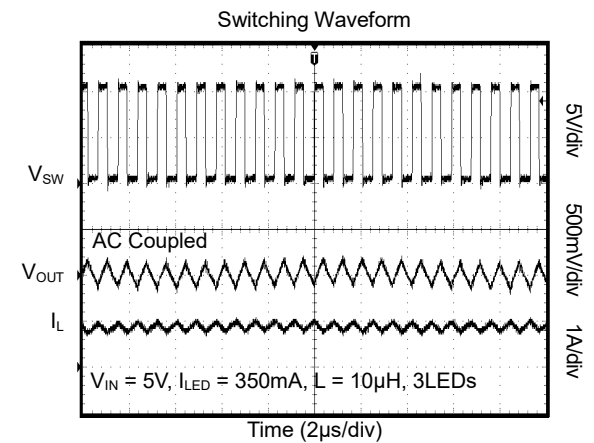 Switching Waveform
T
V_SW
5V/div
AC Coupled
V_OUT
500mV/div
I_L
1A/div
V_IN = 5V, I_LED = 350mA, L = 10µH, 3LEDs
Time (2µs/div)